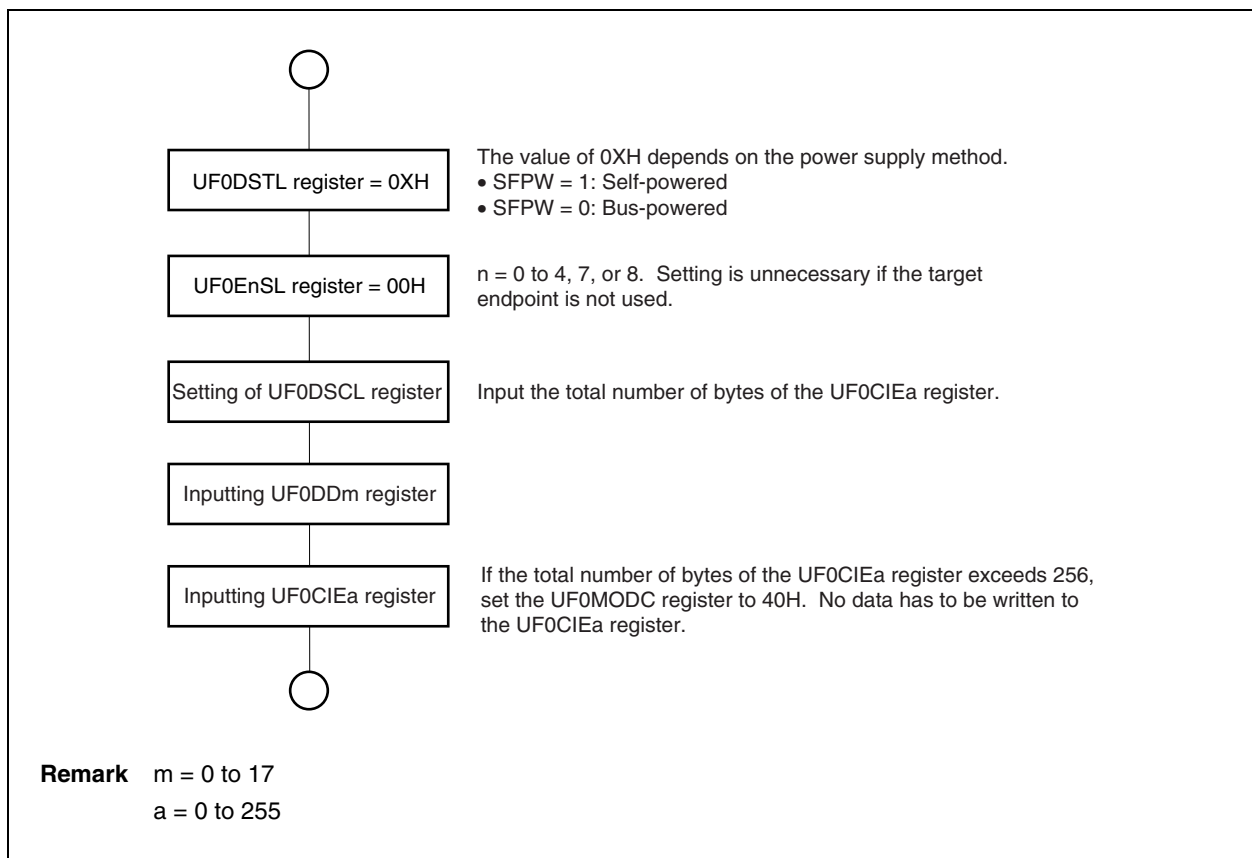 UF0DSTL register = 0XH
The value of 0XH depends on the power supply method.
• SFPW = 1: Self-powered
• SFPW = 0: Bus-powered
UF0EnSL register = 00H
n = 0 to 4, 7, or 8.  Setting is unnecessary if the target
endpoint is not used.
Setting of UF0DSCL register
Input the total number of bytes of the UF0CIEa register.
Inputting UF0DDm register
Inputting UF0CIEa register
If the total number of bytes of the UF0CIEa register exceeds 256,
set the UF0MODC register to 40H.  No data has to be written to
the UF0CIEa register.
Remark m = 0 to 17
a = 0 to 255